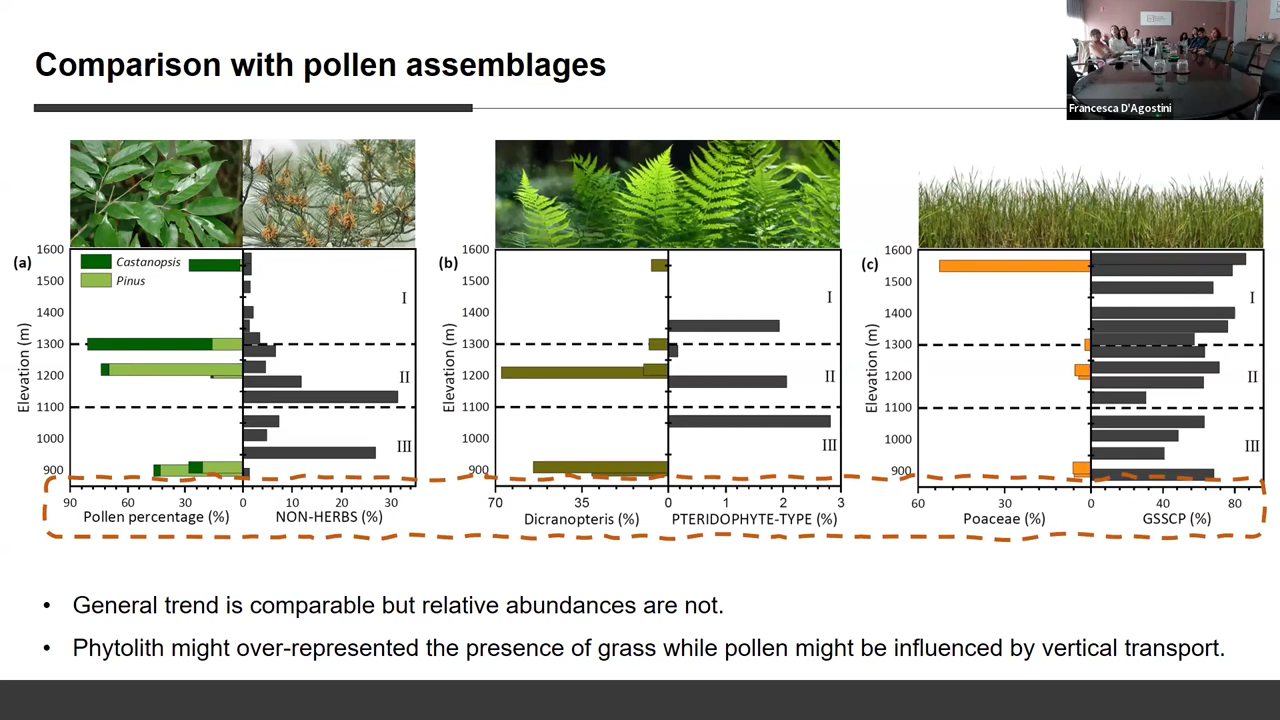 Comparison with pollen assemblages
Francesca D'Agostini
(a)
Castanopsis
Pinus
Elevation (m)
1600
1500
1400
1300
1200
1100
1000
900
I
II
III
90 60 30 0 10 20 30
Pollen percentage (%) NON-HERBS (%)
(b)
Elevation (m)
1600
1500
1400
1300
1200
1100
1000
900
I
II
III
70 35 0 1 2 3
Dicranopteris (%) PTERIDOPHYTE-TYPE (%)
(c)
Elevation (m)
1600
1500
1400
1300
1200
1100
1000
900
I
II
III
60 30 0 40 80
Poaceae (%) GSSCP (%)
• General trend is comparable but relative abundances are not.
• Phytolith might over-represented the presence of grass while pollen might be influenced by vertical transport.